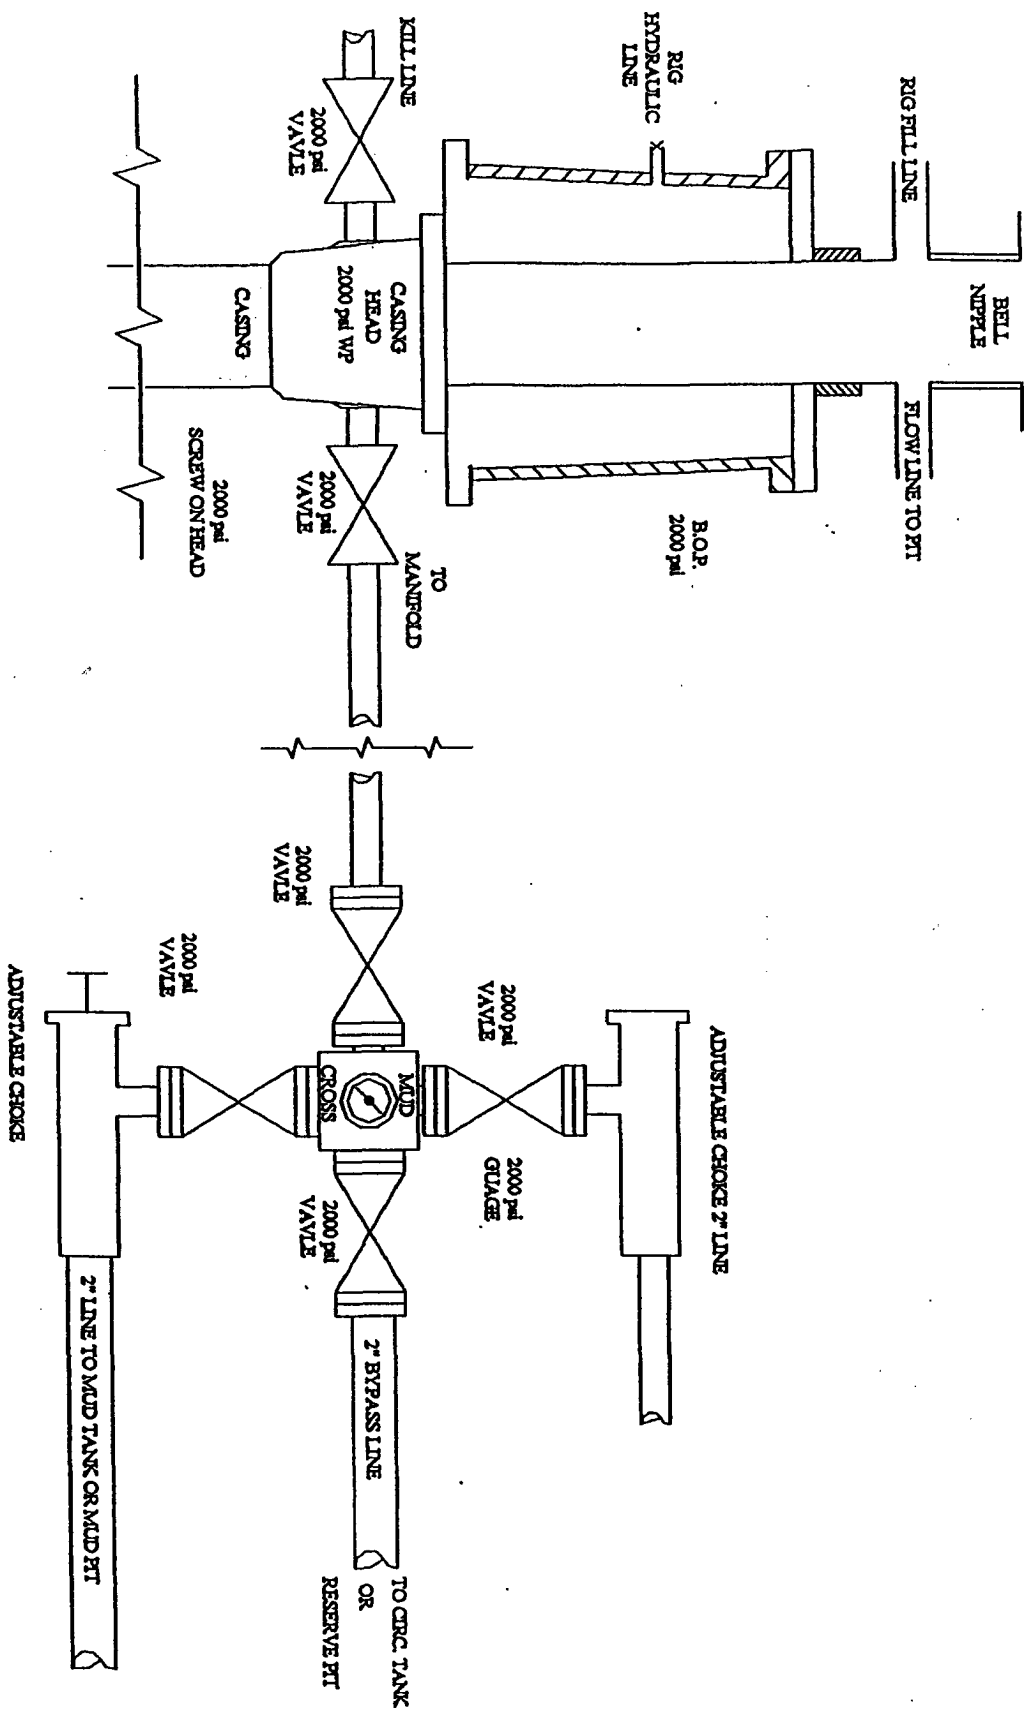 BELL
NIPPLE
RIG FILL LINE
FLOW LINE TO PIT
RIG
HYDRAULIC
LINE
B.O.P.
2000 psi
KILL LINE
2000 psi
VAVLE
CASING
HEAD
2000 psi WP
2000 psi
VAVLE
TO
MANIFOLD
CASING
2000 psi
SCREW ON HEAD
ADJUSTABLE CHOKE 2" LINE
2000 psi
VAVLE
2000 psi
GUAGE
2000 psi
VAVLE
MUD
CROSS
2000 psi
VAVLE
2" BYPASS LINE
TO CIRC. TANK
OR
RESERVE PIT
2000 psi
VAVLE
2" LINE TO MUD TANK OR MUD PIT
ADJUSTABLE CHOKE